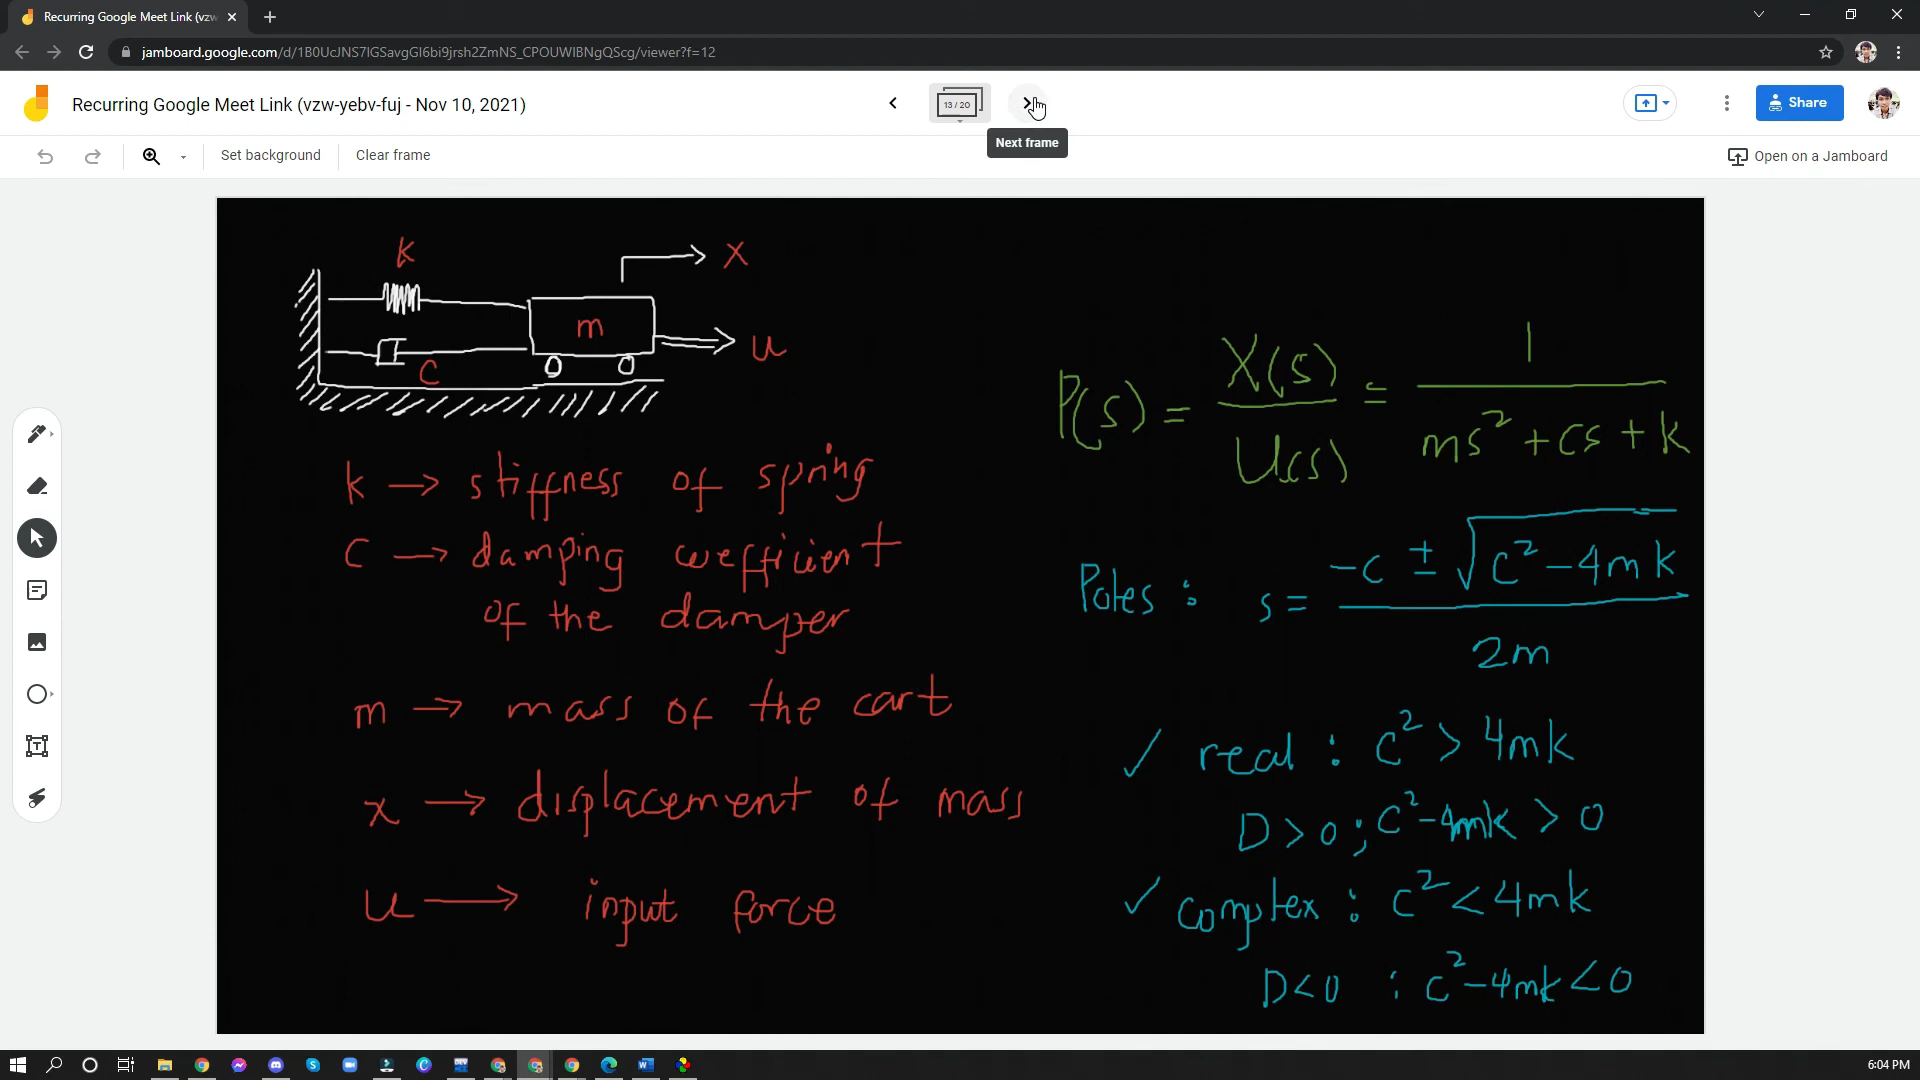 Recurring Google Meet Link (vzw
jamboard.google.com/d/1B0UcJNS7lGSavgGl6bi9jrsh2ZmNS_CPOUWlBNgQScg/viewer?f=12
Recurring Google Meet Link (vzw-yebv-fuj - Nov 10, 2021)
13 / 20
Share
Next frame
Set background
Clear frame
Open on a Jamboard
k
x
m
u
c
k → stiffness of spring
c → damping coefficient
of the damper
m → mass of the cart
x → displacement of mass
u → input force
P(s) = X(s) / U(s) = 1 / ms² + cs + k
Poles : s = -c ± √c² - 4mk / 2m
✓ real : c² > 4mk
D > 0 ; c² - 4mk > 0
✓ complex : c² < 4mk
D < 0 : c² - 4mk < 0
6:04 PM